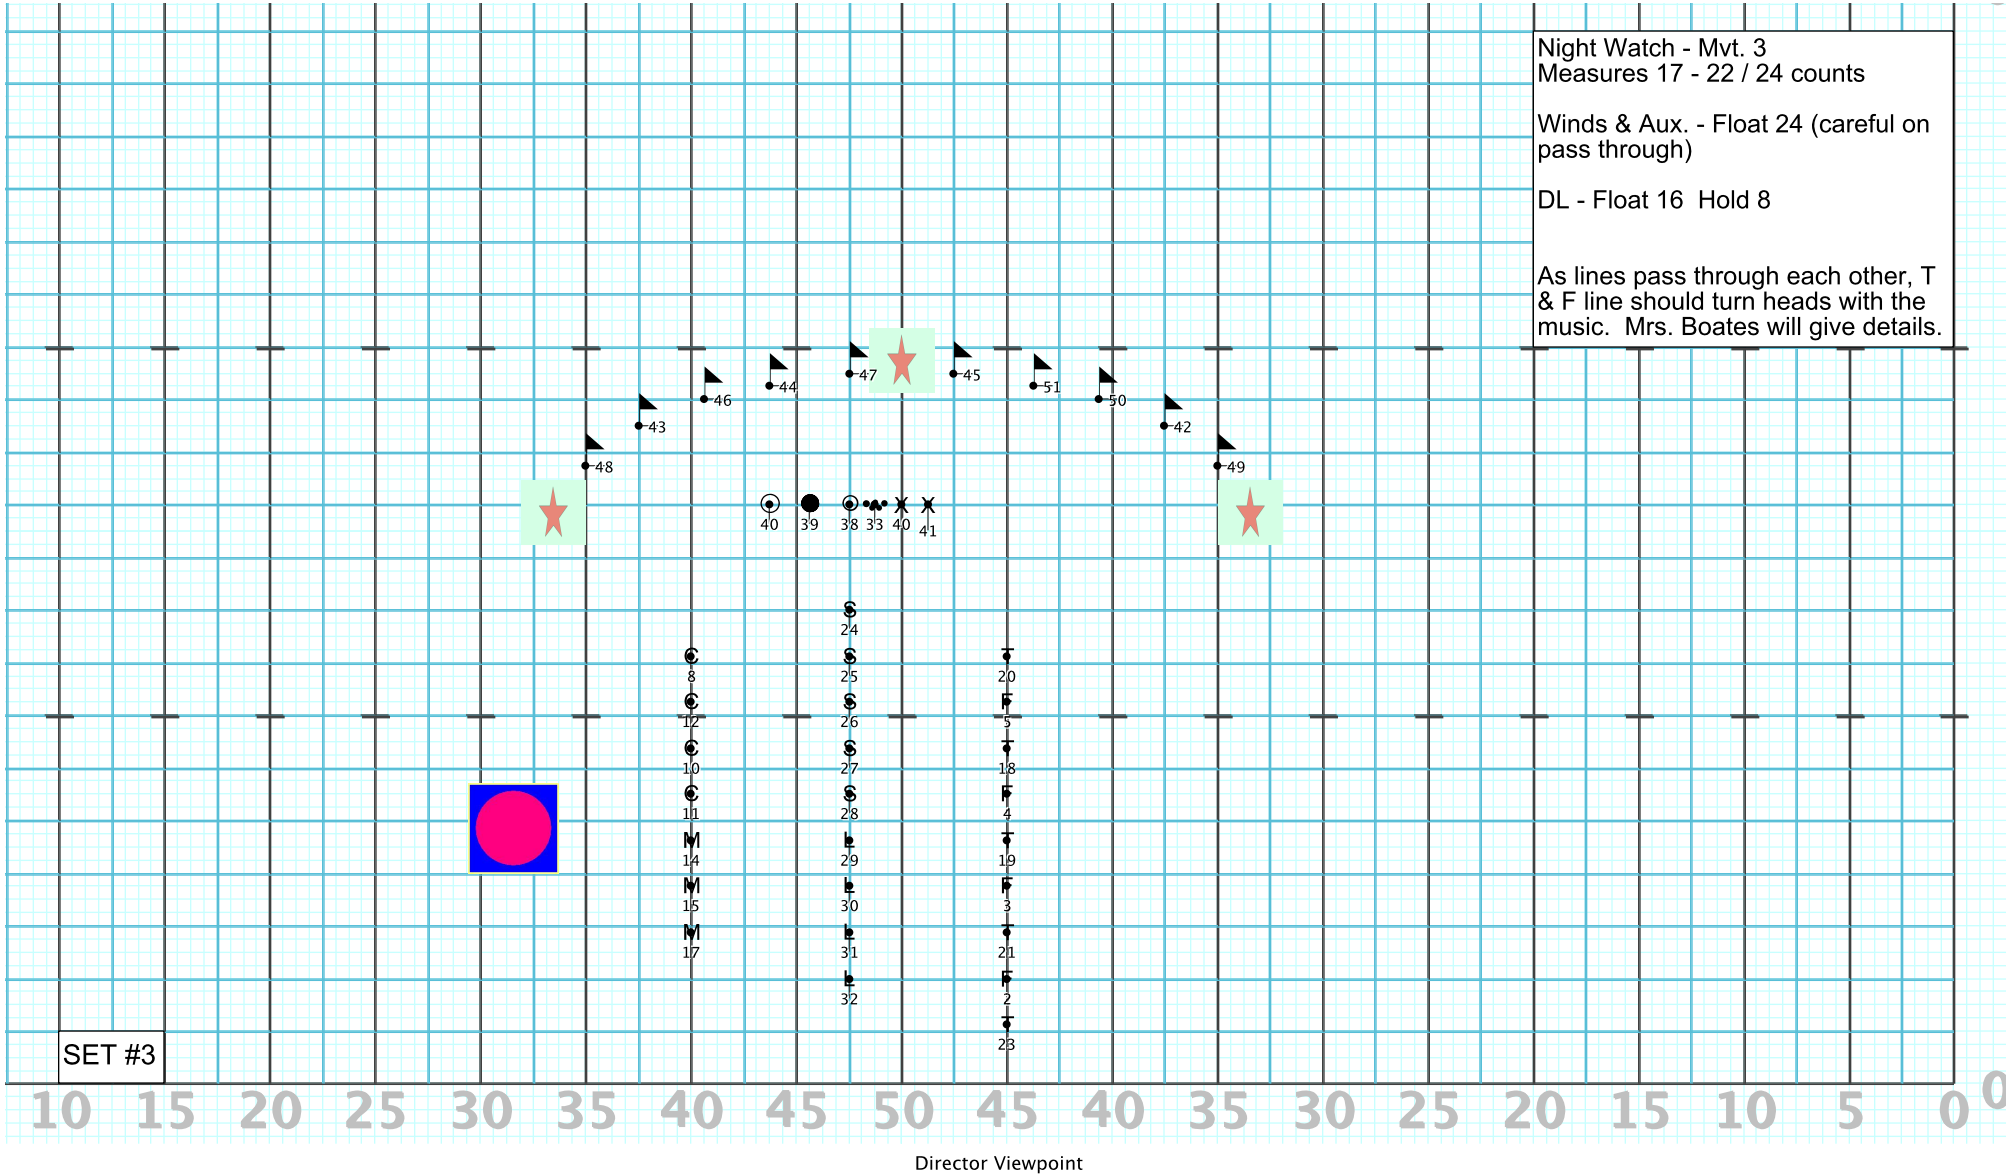 Night Watch - Mvt. 3
Measures 17 - 22 / 24 counts
Winds & Aux. - Float 24 (careful on
pass through)
DL - Float 16  Hold 8
As lines pass through each other, T
& F line should turn heads with the
music.  Mrs. Boates will give details.
47 45
44 51
46 50
43 42
48 49
X X
40 39 38 33 40 41
S
24
C S T
8 25 20
C S F
12 26 5
C S T
10 27 18
C S F
11 28 4
M L T
14 29 19
M L F
15 30 3
M L T
17 31 21
L F
32 2
T
23
SET #3
10 15 20 25 30 35 40 45 50 45 40 35 30 25 20 15 10 5 0 0
Director Viewpoint